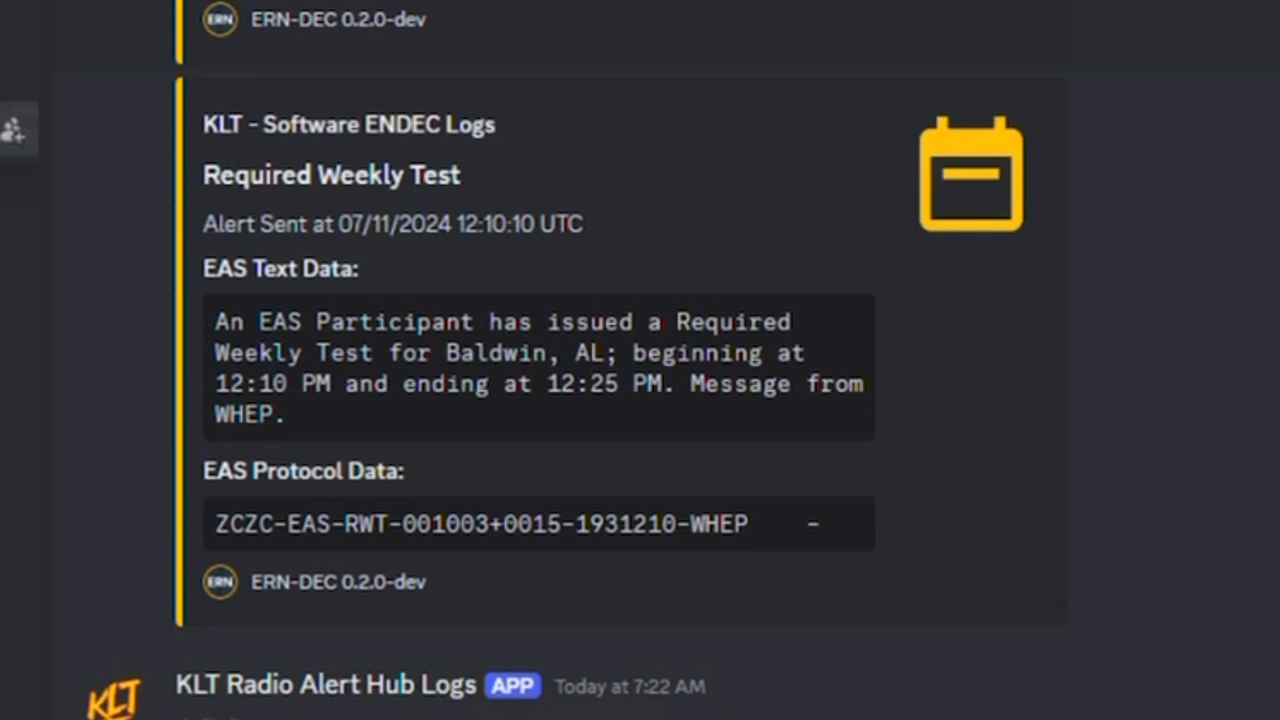 ERN ERN-DEC 0.2.0-dev
KLT - Software ENDEC Logs
Required Weekly Test
Alert Sent at 07/11/2024 12:10:10 UTC
EAS Text Data:
An EAS Participant has issued a Required
Weekly Test for Baldwin, AL; beginning at
12:10 PM and ending at 12:25 PM. Message from
WHEP.
EAS Protocol Data:
ZCZC-EAS-RWT-001003+0015-1931210-WHEP    -
ERN ERN-DEC 0.2.0-dev
KLT KLT Radio Alert Hub Logs APP Today at 7:22 AM